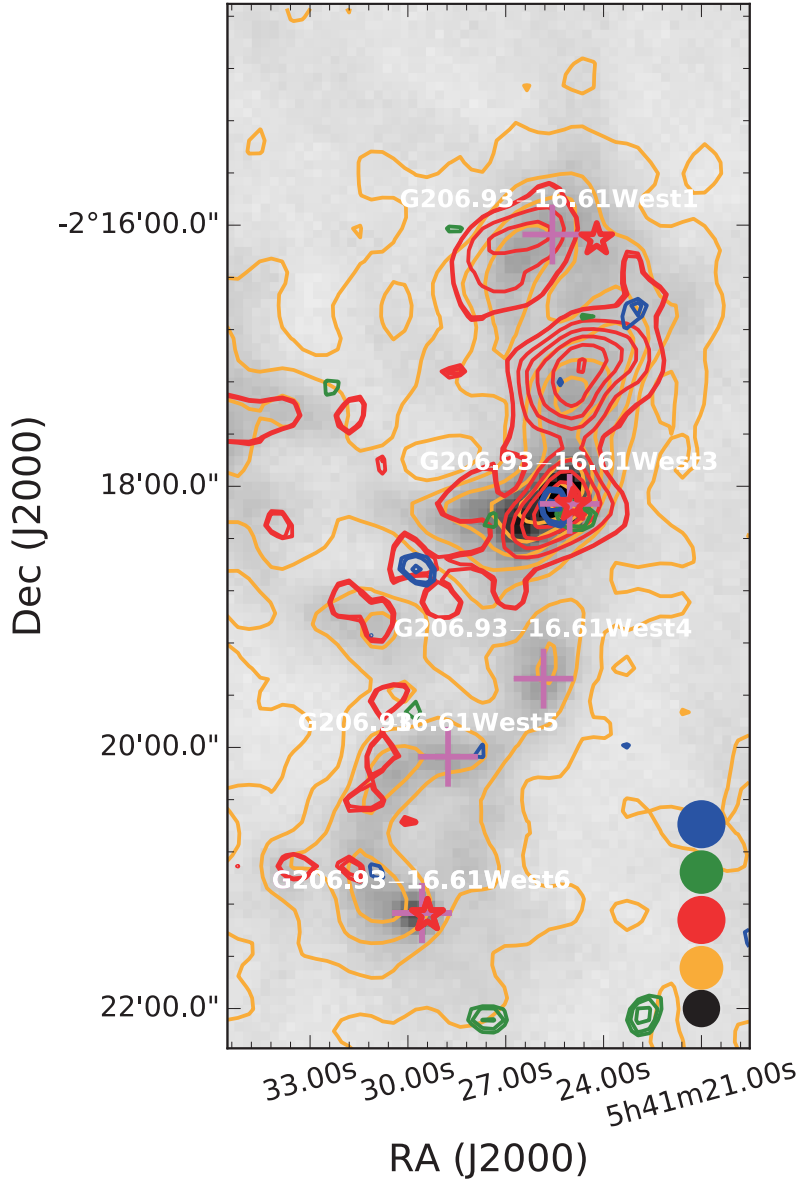 G206.93−16.61West1
-2°16'00.0"
G206.93−16.61West3
18'00.0"
G206.93−16.61West4
20'00.0"
G206.93 16.61West5
G206.93−16.61West6
22'00.0"
Dec (J2000)
33.00s 30.00s 27.00s 24.00s 5h41m21.00s
RA (J2000)